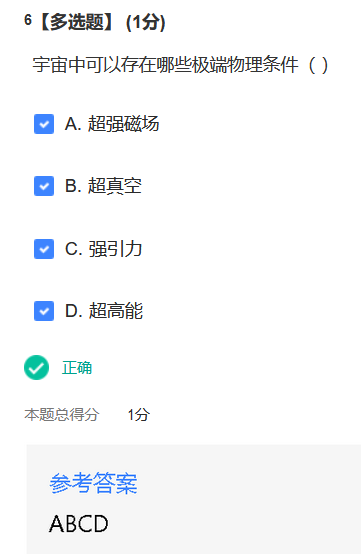 6【多选题】 (1分)
宇宙中可以存在哪些极端物理条件（ ）
A. 超强磁场
B. 超真空
C. 强引力
D. 超高能
正确
本题总得分 1分
参考答案
ABCD